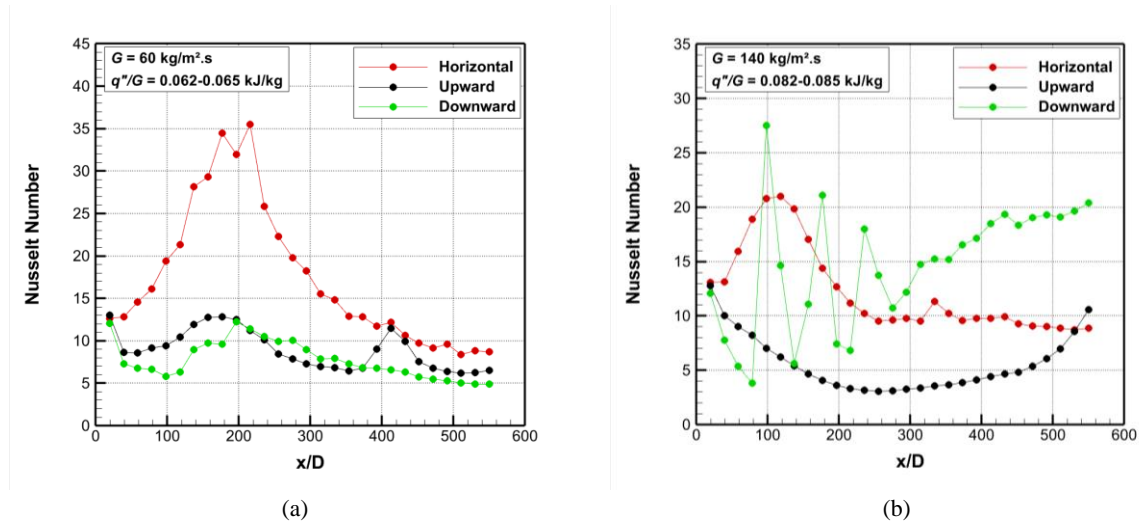 45
40
35
30
25
20
15
10
5
0
Nusselt Number
G = 60 kg/m².s
q"/G = 0.062-0.065 kJ/kg
Horizontal
Upward
Downward
0 100 200 300 400 500 600
x/D
(a)
35
30
25
20
15
10
5
0
Nusselt Number
G = 140 kg/m².s
q"/G = 0.082-0.085 kJ/kg
Horizontal
Upward
Downward
0 100 200 300 400 500 600
x/D
(b)